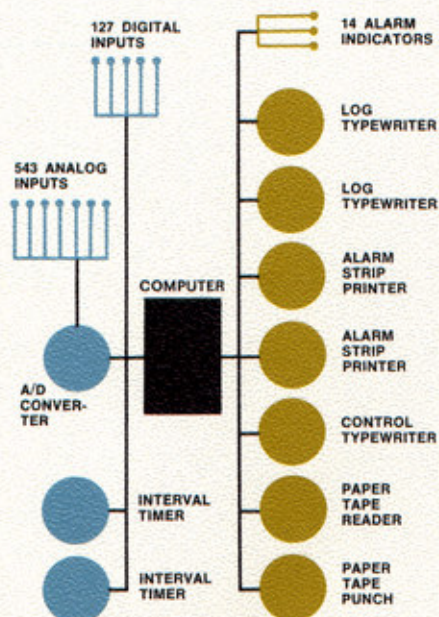 127 DIGITAL
INPUTS
14 ALARM
INDICATORS
LOG
TYPEWRITER
543 ANALOG
INPUTS
LOG
TYPEWRITER
ALARM
STRIP
PRINTER
COMPUTER
ALARM
STRIP
PRINTER
A/D
CONVER-
TER
CONTROL
TYPEWRITER
INTERVAL
TIMER
PAPER
TAPE
READER
INTERVAL
TIMER
PAPER
TAPE
PUNCH